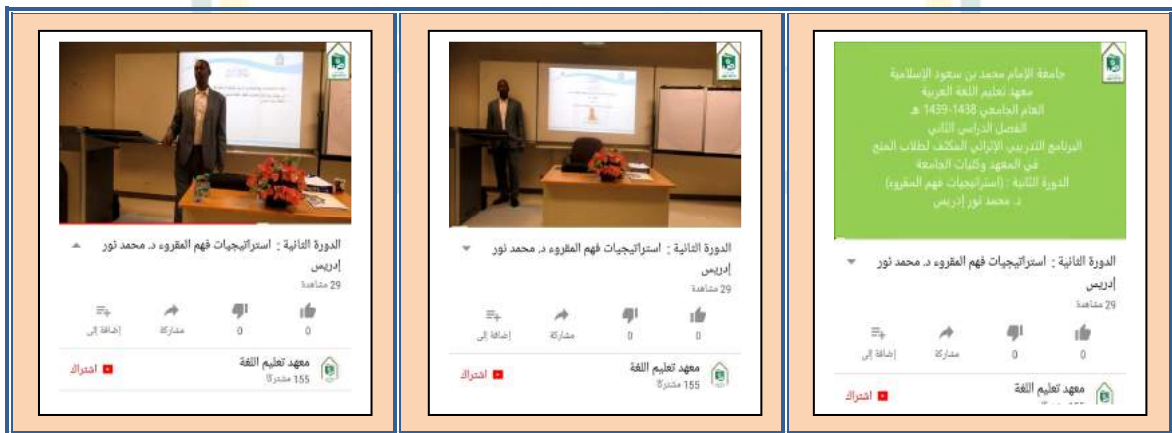 جامعة الإمام محمد بن سعود الإسلامية
معهد تعليم اللغة العربية
العام الجامعي 1438-1439 هـ
الفصل الدراسي الثاني
البرنامج التدريبي الإثرائي المكثف لطلاب المنح
في المعهد وكليات الجامعة
الدورة الثانية : (استراتيجيات فهم المقروء)
د. محمد نور إدريس
الدورة الثانية : استراتيجيات فهم المقروء د. محمد نور
إدريس
29 مشاهدة
0
0
مشاركة
إضافة إلى
معهد تعليم اللغة
اشتراك
الدورة الثانية : استراتيجيات فهم المقروء د. محمد نور
إدريس
29 مشاهدة
0
0
مشاركة
إضافة إلى
معهد تعليم اللغة
155 مشتركًا
اشتراك
الدورة الثانية : استراتيجيات فهم المقروء د. محمد نور
إدريس
29 مشاهدة
0
0
مشاركة
إضافة إلى
معهد تعليم اللغة
155 مشتركًا
اشتراك